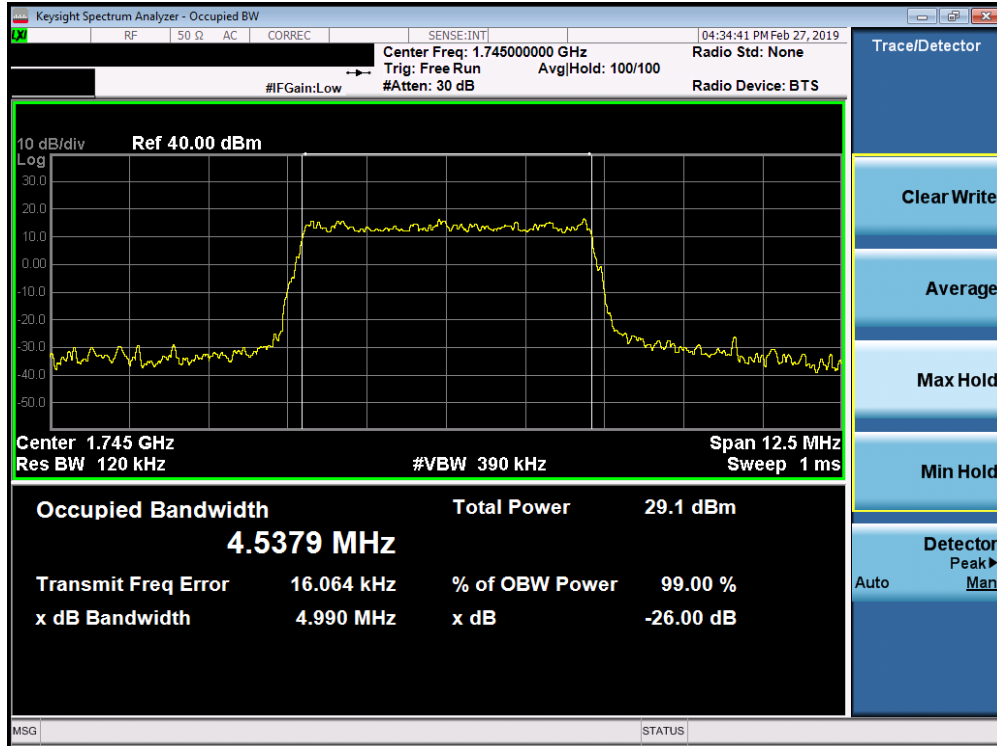 Keysight Spectrum Analyzer - Occupied BW
LXI RF 50 Ω AC CORREC SENSE:INT 04:34:41 PM Feb 27, 2019
Center Freq: 1.745000000 GHz Radio Std: None
Trig: Free Run Avg|Hold: 100/100
#IFGain:Low #Atten: 30 dB Radio Device: BTS
10 dB/div Ref 40.00 dBm
Log
30.0
20.0
10.0
0.00
-10.0
-20.0
-30.0
-40.0
-50.0
Center 1.745 GHz Span 12.5 MHz
Res BW 120 kHz #VBW 390 kHz Sweep 1 ms
Occupied Bandwidth Total Power 29.1 dBm
4.5379 MHz
Transmit Freq Error 16.064 kHz % of OBW Power 99.00 %
x dB Bandwidth 4.990 MHz x dB -26.00 dB
MSG STATUS
Trace/Detector
Clear Write
Average
Max Hold
Min Hold
Detector
Peak▶
Auto Man